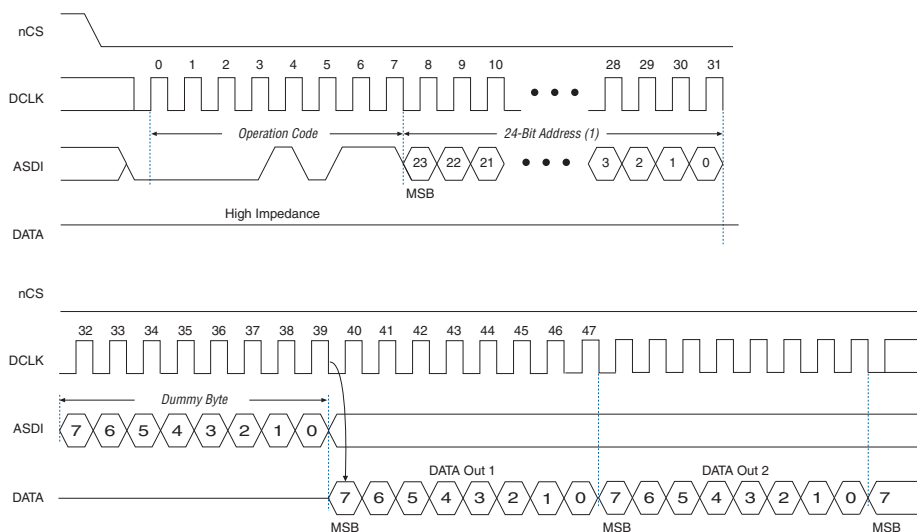 nCS
0 1 2 3 4 5 6 7 8 9 10 28 29 30 31
DCLK
Operation Code 24-Bit Address (1)
ASDI 23 22 21 3 2 1 0
MSB
High Impedance
DATA
nCS
32 33 34 35 36 37 38 39 40 41 42 43 44 45 46 47
DCLK
Dummy Byte
ASDI 7 6 5 4 3 2 1 0
DATA Out 1 DATA Out 2
DATA 7 6 5 4 3 2 1 0 7 6 5 4 3 2 1 0 7
MSB MSB MSB